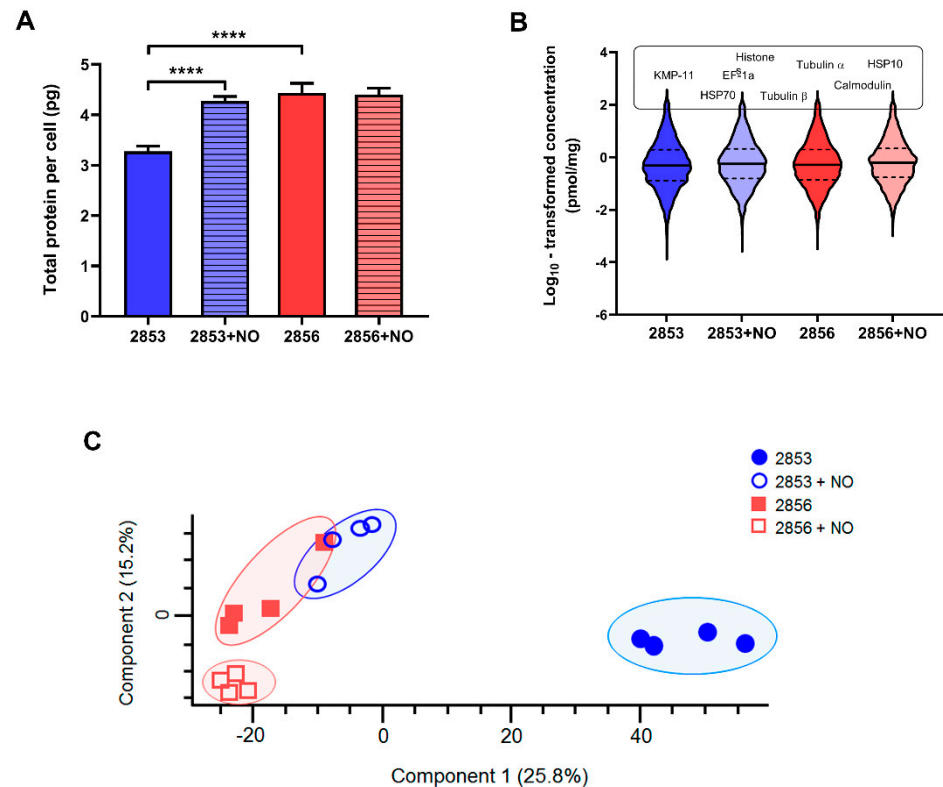 A
Total protein per cell (pg)
5
4
3
2
1
0
****
****
2853
2853+NO
2856
2856+NO
B
Log10 - transformed concentration
(pmol/mg)
4
2
0
-2
-4
-6
Histone
KMP-11
EF-1a
Tubulin α
HSP10
HSP70
Tubulin β
Calmodulin
2853
2853+NO
2856
2856+NO
C
2853
2853 + NO
2856
2856 + NO
Component 2 (15.2%)
0
-20
0
20
40
Component 1 (25.8%)